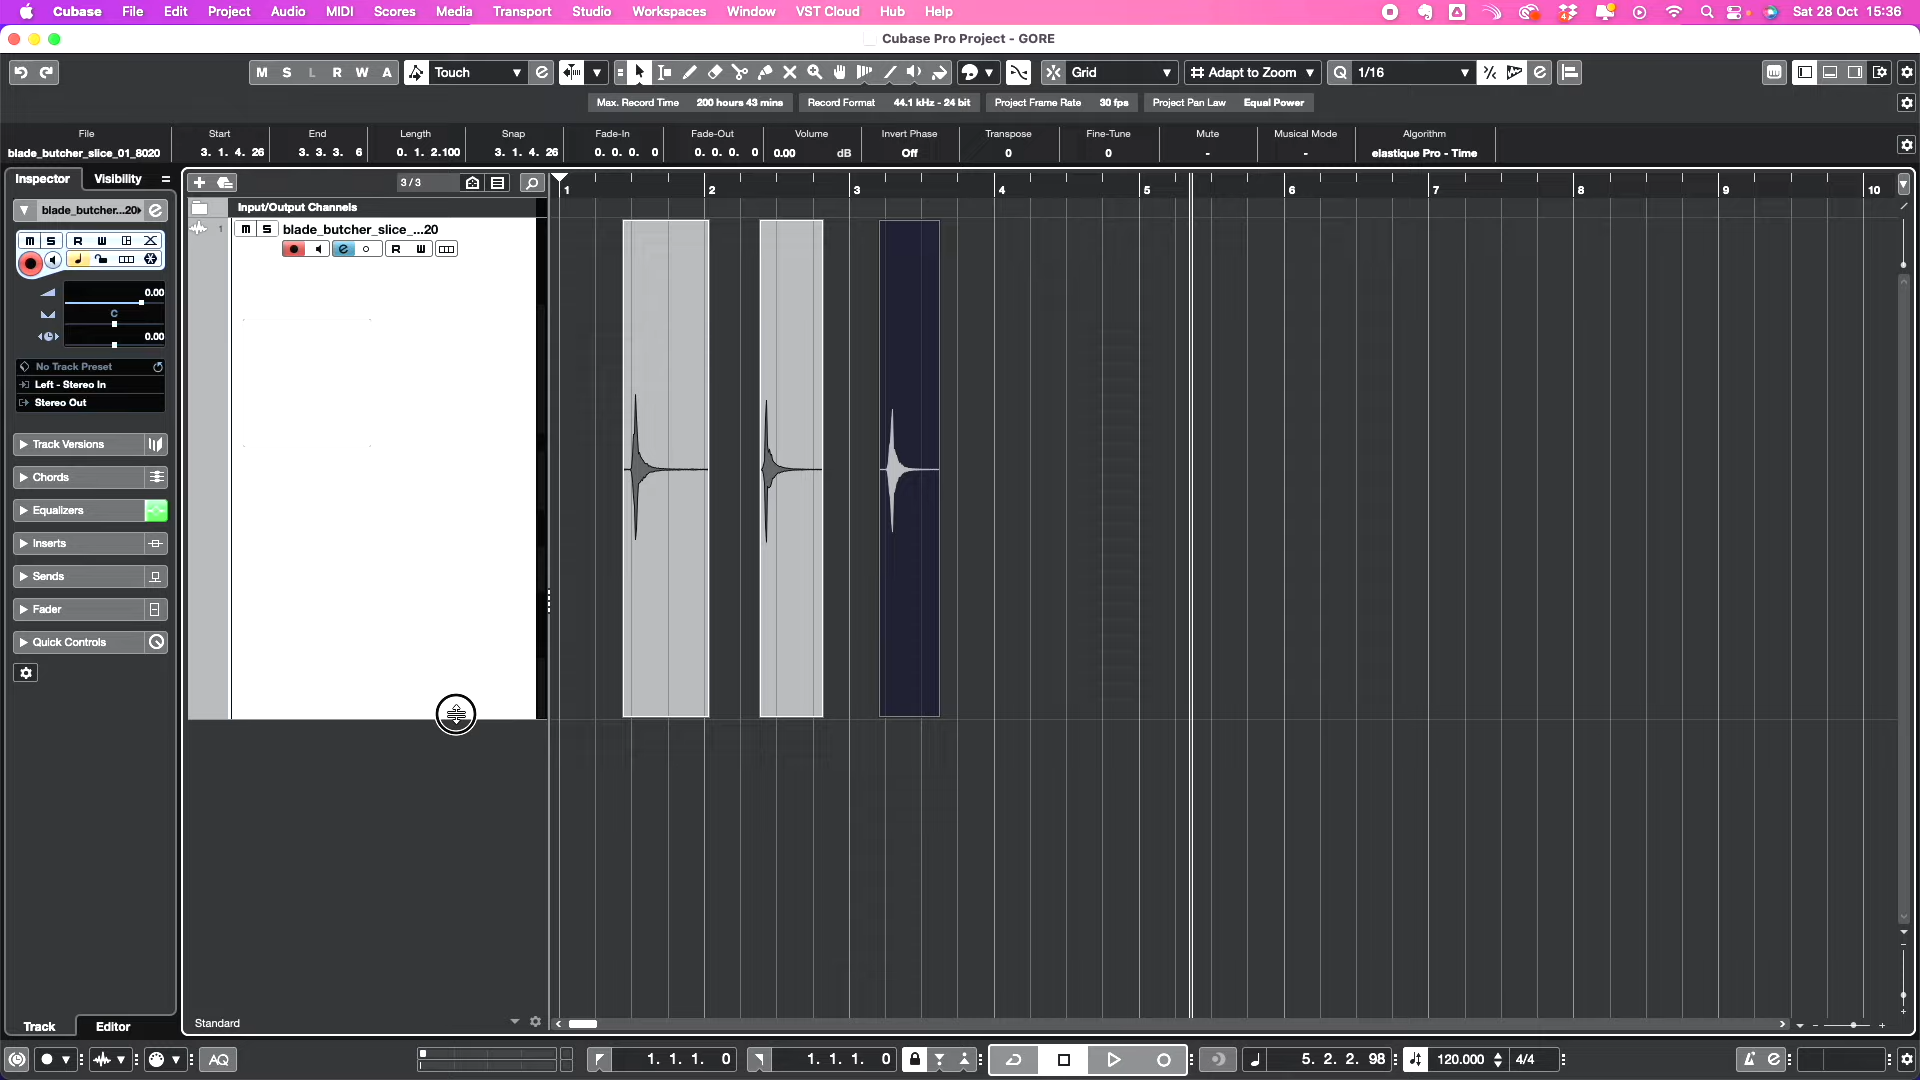 Cubase File Edit Project Audio MIDI Scores Media Transport Studio Workspaces Window VST Cloud Hub Help Sat 28 Oct 15:36
Cubase Pro Project - GORE
M S L R W A Touch Grid Adapt to Zoom Q 1/16
Max. Record Time 200 hours 43 mins Record Format 44.1 kHz - 24 bit Project Frame Rate 30 fps Project Pan Law Equal Power
File Start End Length Snap Fade-In Fade-Out Volume Invert Phase Transpose Fine-Tune Mute Musical Mode Algorithm
blade_butcher_slice_01_8020 3. 1. 4. 26 3. 3. 3. 6 0. 1. 2.100 3. 1. 4. 26 0. 0. 0. 0 0. 0. 0. 0 0.00 dB Off 0 0 - - elastique Pro - Time
Inspector Visibility 3/3 1 2 3 4 5 6 7 8 9 10
blade_butcher...20 Input/Output Channels
1 M S blade_butcher_slice_...20
M S R W
R W
0.00
C
0.00
No Track Preset
Left - Stereo In
Stereo Out
Track Versions
Chords
Equalizers
Inserts
Sends
Fader
Quick Controls
Track Editor Standard
AQ 1. 1. 1. 0 1. 1. 1. 0 5. 2. 2. 98 120.000 4/4